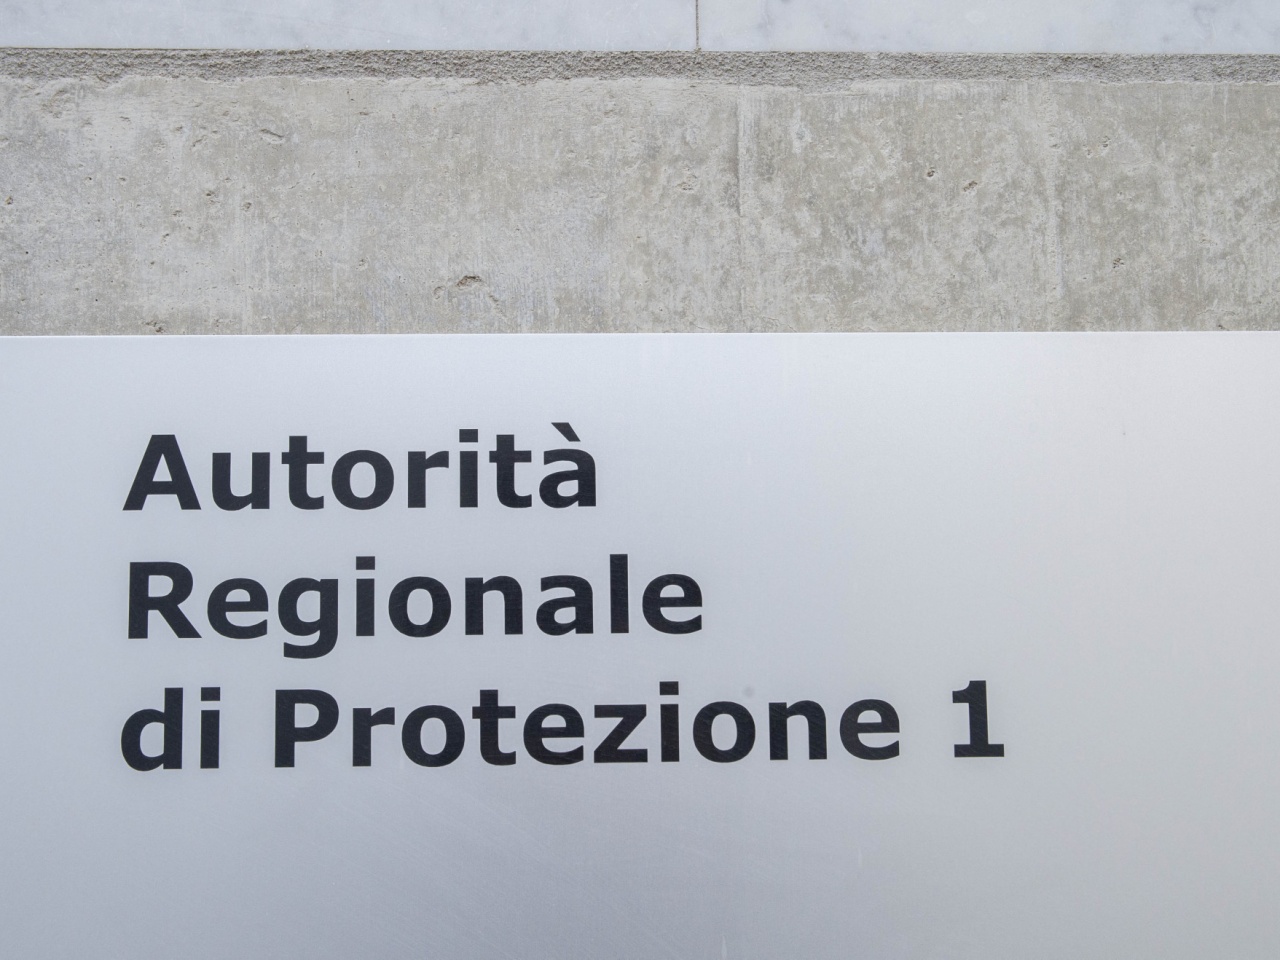 Autorità
Regionale
di Protezione 1